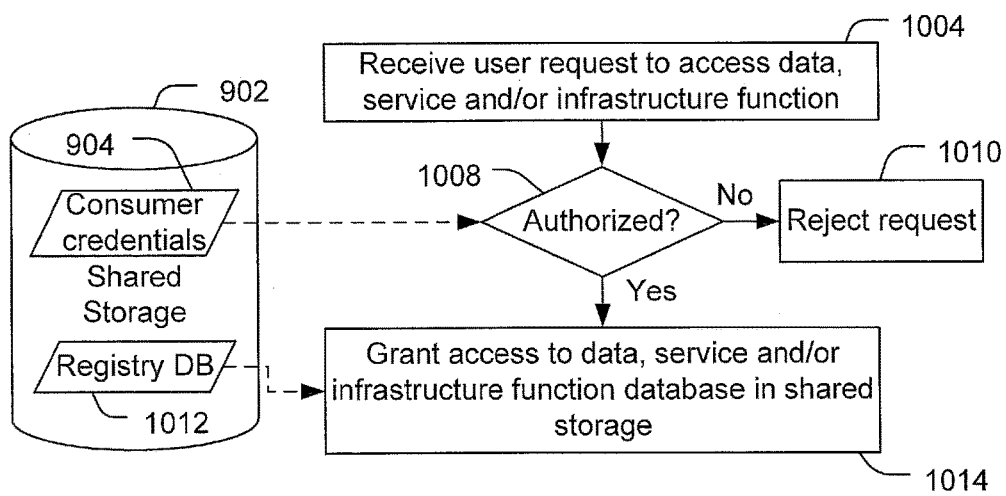 1004
Receive user request to access data,
service and/or infrastructure function
902
904
Consumer
credentials
Shared
Storage
Registry DB
1012
1008
Authorized?
No
1010
Reject request
Yes
Grant access to data, service and/or
infrastructure function database in shared
storage
1014